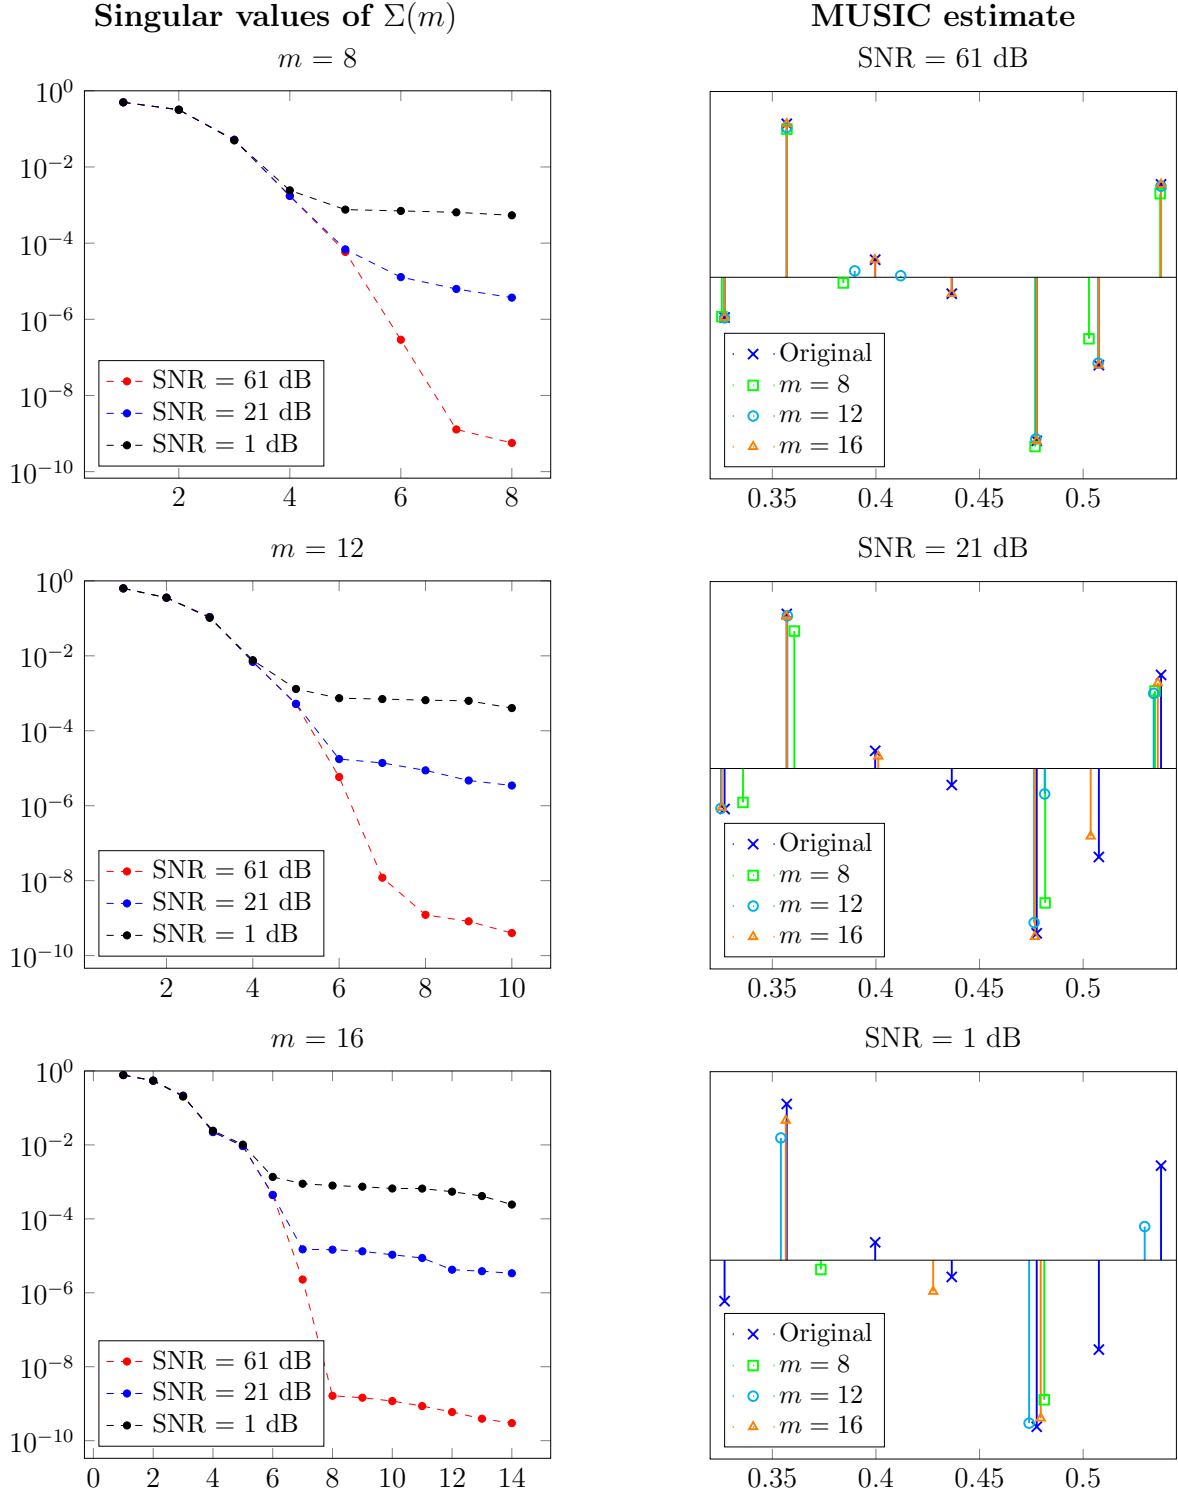 Singular values of Σ(m)
MUSIC estimate
m = 8
10⁰
10⁻²
10⁻⁴
10⁻⁶
10⁻⁸
10⁻¹⁰
SNR = 61 dB
SNR = 21 dB
SNR = 1 dB
2 4 6 8
SNR = 61 dB
Original
m = 8
m = 12
m = 16
0.35 0.4 0.45 0.5
m = 12
10⁰
10⁻²
10⁻⁴
10⁻⁶
10⁻⁸
10⁻¹⁰
SNR = 61 dB
SNR = 21 dB
SNR = 1 dB
2 4 6 8 10
SNR = 21 dB
Original
m = 8
m = 12
m = 16
0.35 0.4 0.45 0.5
m = 16
10⁰
10⁻²
10⁻⁴
10⁻⁶
10⁻⁸
10⁻¹⁰
SNR = 61 dB
SNR = 21 dB
SNR = 1 dB
0 2 4 6 8 10 12 14
SNR = 1 dB
Original
m = 8
m = 12
m = 16
0.35 0.4 0.45 0.5